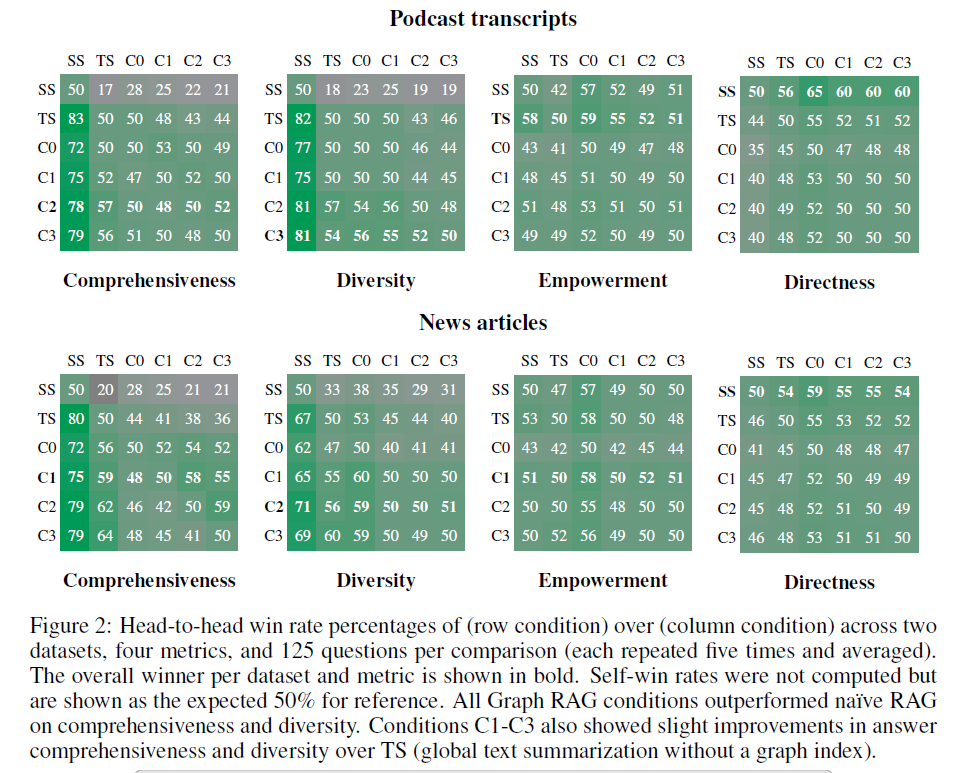 Podcast transcripts
SS TS C0 C1 C2 C3
SS 50 17 28 25 22 21
TS 83 50 50 48 43 44
C0 72 50 50 53 50 49
C1 75 52 47 50 52 50
C2 78 57 50 48 50 52
C3 79 56 51 50 48 50
Comprehensiveness
SS TS C0 C1 C2 C3
SS 50 18 23 25 19 19
TS 82 50 50 50 43 46
C0 77 50 50 50 46 44
C1 75 50 50 50 44 45
C2 81 57 54 56 50 48
C3 81 54 56 55 52 50
Diversity
SS TS C0 C1 C2 C3
SS 50 42 57 52 49 51
TS 58 50 59 55 52 51
C0 43 41 50 49 47 48
C1 48 45 51 50 49 50
C2 51 48 53 51 50 51
C3 49 49 52 50 49 50
Empowerment
SS TS C0 C1 C2 C3
SS 50 56 65 60 60 60
TS 44 50 55 52 51 52
C0 35 45 50 47 48 48
C1 40 48 53 50 50 50
C2 40 49 52 50 50 50
C3 40 48 52 50 50 50
Directness
News articles
SS TS C0 C1 C2 C3
SS 50 20 28 25 21 21
TS 80 50 44 41 38 36
C0 72 56 50 52 54 52
C1 75 59 48 50 58 55
C2 79 62 46 42 50 59
C3 79 64 48 45 41 50
Comprehensiveness
SS TS C0 C1 C2 C3
SS 50 33 38 35 29 31
TS 67 50 53 45 44 40
C0 62 47 50 40 41 41
C1 65 55 60 50 50 50
C2 71 56 59 50 50 51
C3 69 60 59 50 49 50
Diversity
SS TS C0 C1 C2 C3
SS 50 47 57 49 50 50
TS 53 50 58 50 50 48
C0 43 42 50 42 45 44
C1 51 50 58 50 52 51
C2 50 50 55 48 50 50
C3 50 52 56 49 50 50
Empowerment
SS TS C0 C1 C2 C3
SS 50 54 59 55 55 54
TS 46 50 55 53 52 52
C0 41 45 50 48 48 47
C1 45 47 52 50 49 49
C2 45 48 52 51 50 49
C3 46 48 53 51 51 50
Directness
Figure 2: Head-to-head win rate percentages of (row condition) over (column condition) across two
datasets, four metrics, and 125 questions per comparison (each repeated five times and averaged).
The overall winner per dataset and metric is shown in bold. Self-win rates were not computed but
are shown as the expected 50% for reference. All Graph RAG conditions outperformed naïve RAG
on comprehensiveness and diversity. Conditions C1-C3 also showed slight improvements in answer
comprehensiveness and diversity over TS (global text summarization without a graph index).